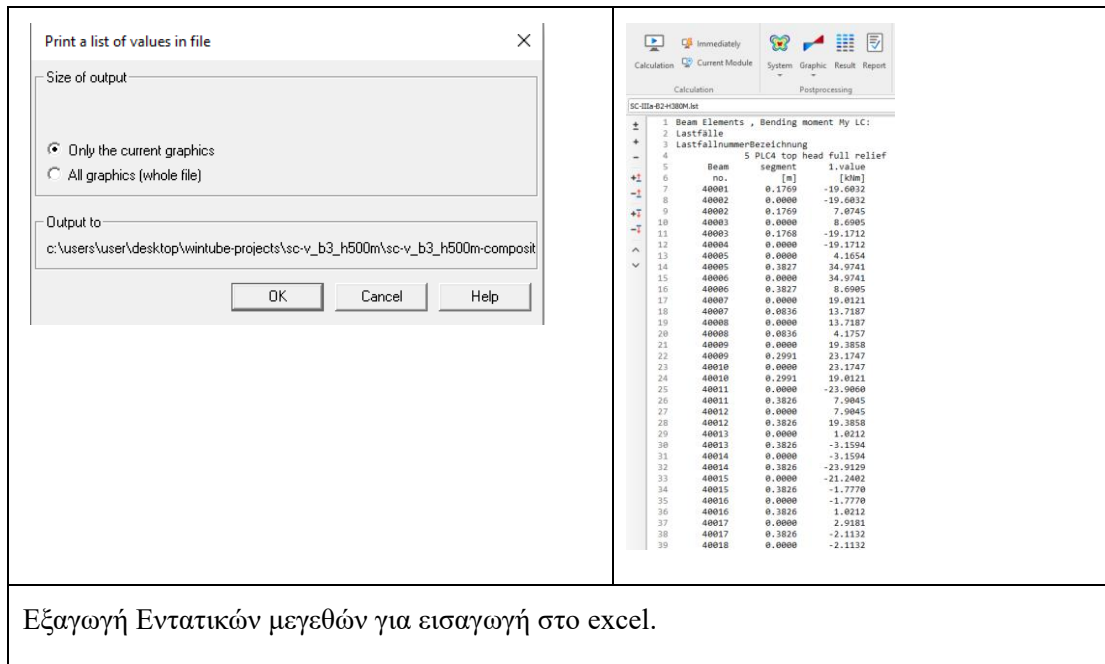 Print a list of values in file
Size of output
Only the current graphics
All graphics (whole file)
Output to
c:\users\user\desktop\wintube-projects\sc-v_b3_h500m\sc-v_b3_h500m-composit
OK Cancel Help
Immediately
Calculation Current Module System Graphic Result Report
Calculation Postprocessing
SC-IIIa-B2-H380M.lst
1 Beam Elements , Bending moment My LC:
2 Lastfälle
3 LastfallnummerBezeichnung
4 5 PLC4 top head full relief
5 Beam segment 1.value
6 no. [m] [kNm]
7 40001 0.1769 -19.6032
8 40002 0.0000 -19.6032
9 40002 0.1769 7.0745
10 40003 0.0000 8.6905
11 40003 0.1768 -19.1712
12 40004 0.0000 -19.1712
13 40005 0.0000 4.1654
14 40005 0.3827 34.9741
15 40006 0.0000 34.9741
16 40006 0.3827 8.6905
17 40007 0.0000 19.0121
18 40007 0.0836 13.7187
19 40008 0.0000 13.7187
20 40008 0.0836 4.1757
21 40009 0.0000 19.3858
22 40009 0.2991 23.1747
23 40010 0.0000 23.1747
24 40010 0.2991 19.0121
25 40011 0.0000 -23.9060
26 40011 0.3826 7.9045
27 40012 0.0000 7.9045
28 40012 0.3826 19.3858
29 40013 0.0000 1.0212
30 40013 0.3826 -3.1594
31 40014 0.0000 -3.1594
32 40014 0.3826 -23.9129
33 40015 0.0000 -21.2402
34 40015 0.3826 -1.7770
35 40016 0.0000 -1.7770
36 40016 0.3826 1.0212
37 40017 0.0000 2.9181
38 40017 0.3826 -2.1132
39 40018 0.0000 -2.1132
Εξαγωγή Εντατικών μεγεθών για εισαγωγή στο excel.